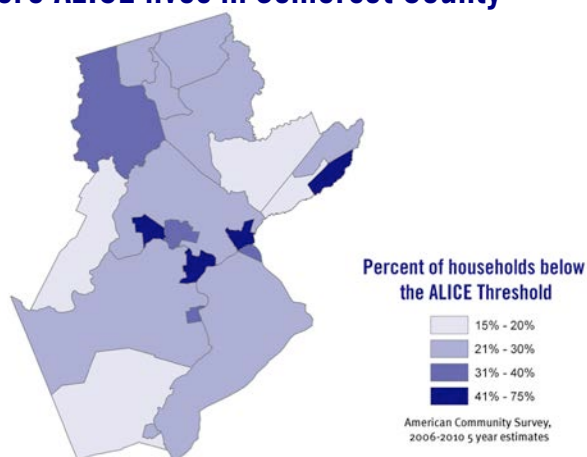 ALICE lives in Somerset County
Percent of households below
the ALICE Threshold
15% - 20%
21% - 30%
31% - 40%
41% - 75%
American Community Survey,
2006-2010 5 year estimates